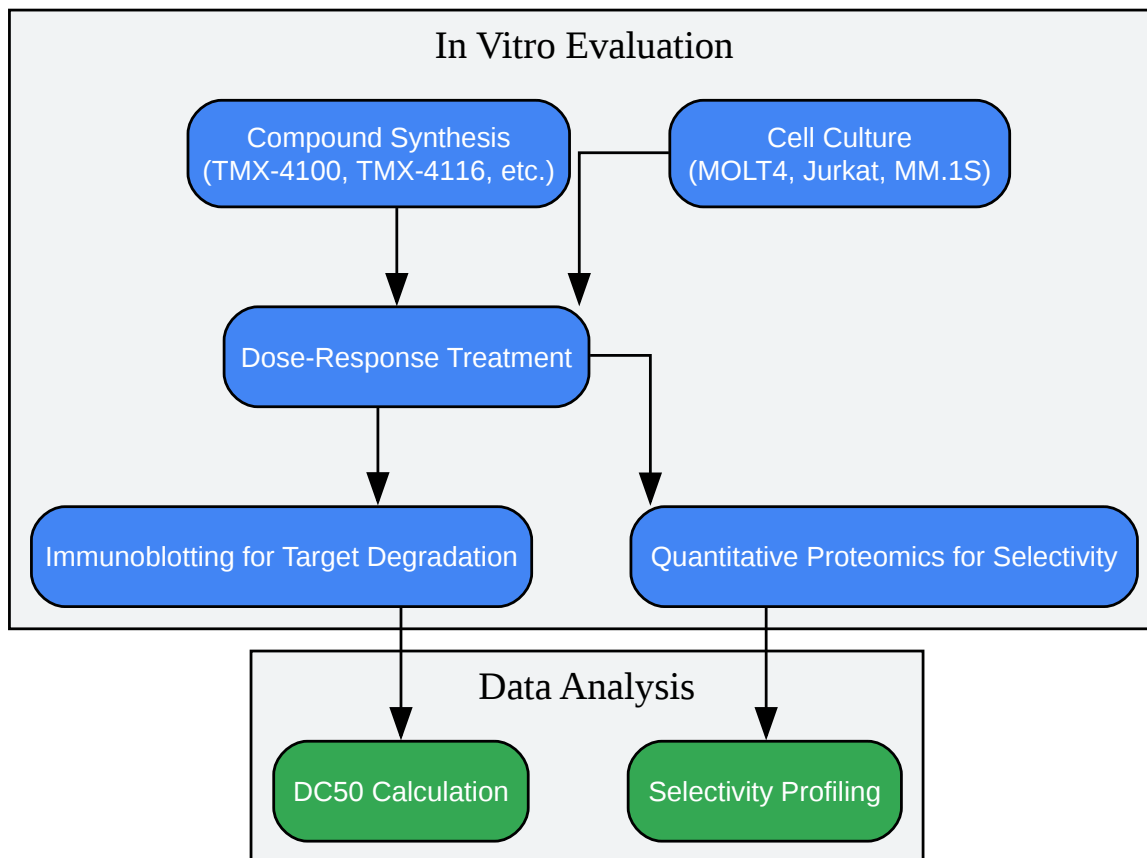 In Vitro Evaluation
Compound Synthesis
(TMX-4100, TMX-4116, etc.)
Cell Culture
(MOLT4, Jurkat, MM.1S)
Dose-Response Treatment
Immunoblotting for Target Degradation
Quantitative Proteomics for Selectivity
Data Analysis
DC50 Calculation
Selectivity Profiling